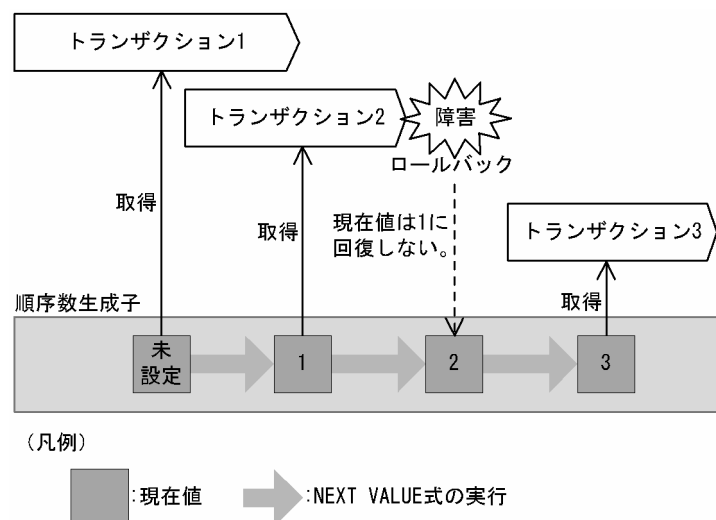 トランザクション1
トランザクション2
障害
ロールバック
取得
取得
現在値は1に
回復しない。
トランザクション3
取得
順序数生成子
未
設定
1
2
3
(凡例)
:現在値
:NEXT VALUE式の実行